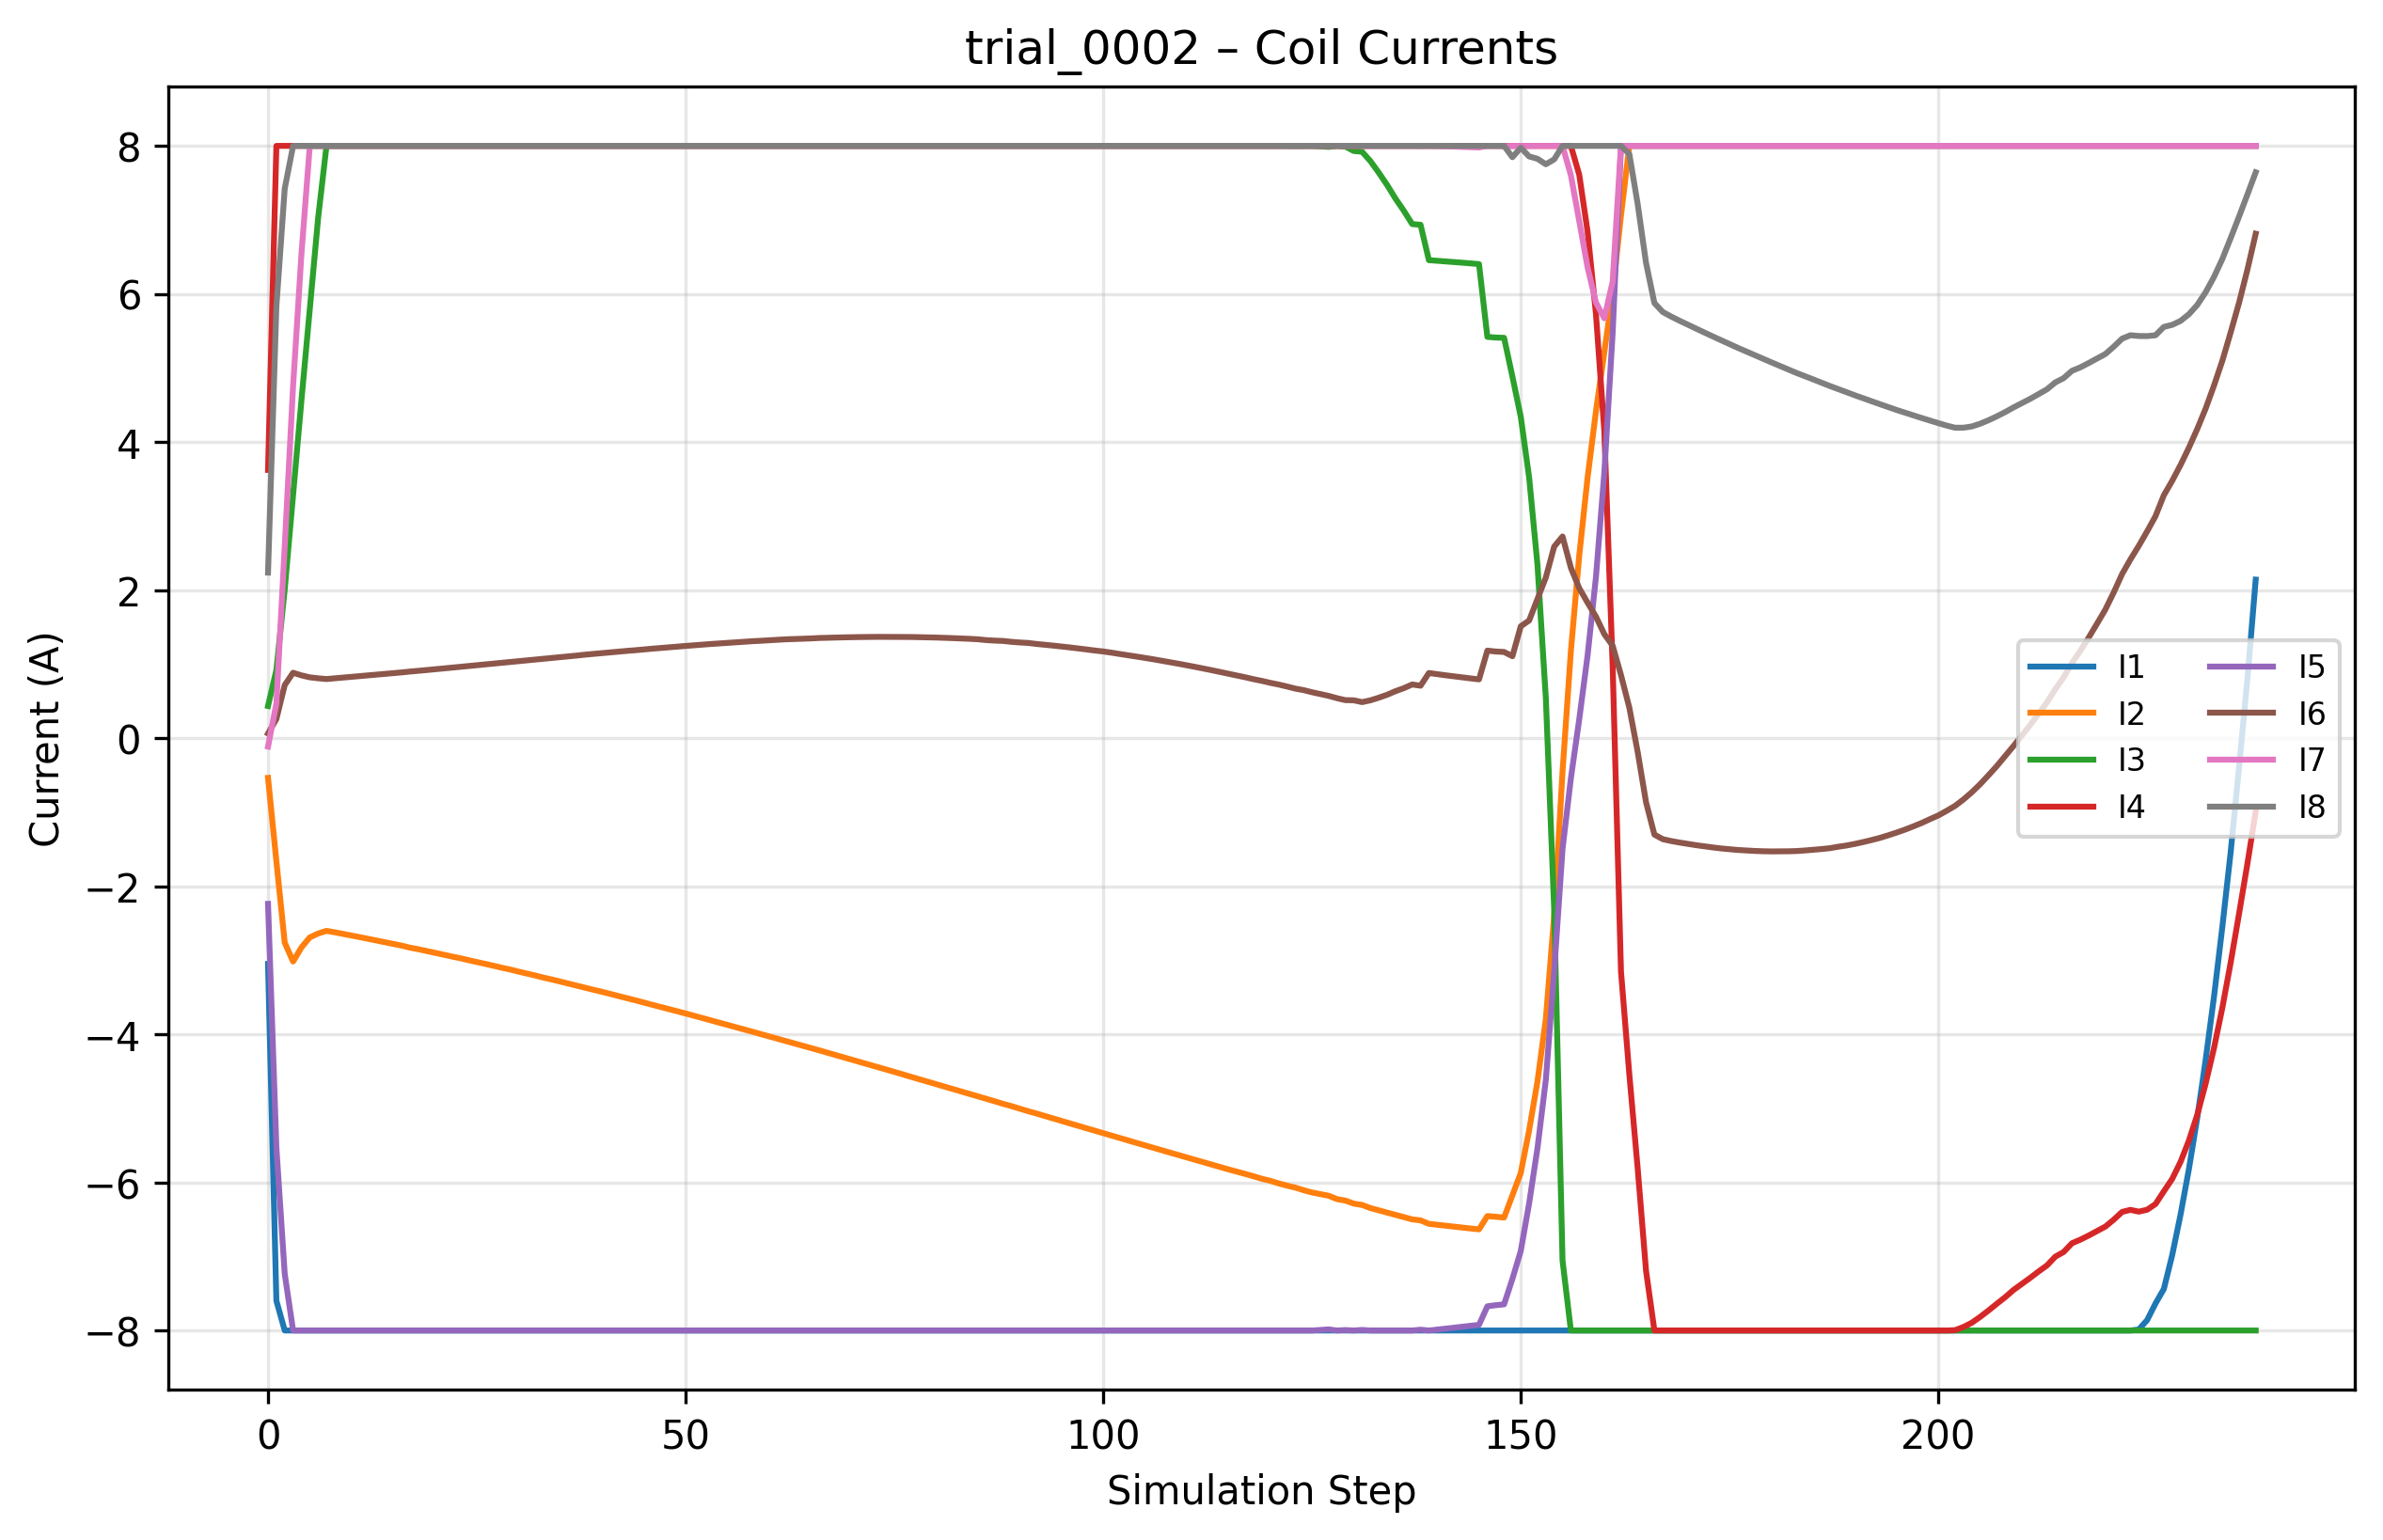 trial_0002 – Coil Currents
Current (A)
8
6
4
2
0
−2
−4
−6
−8
I1
I2
I3
I4
I5
I6
I7
I8
0
50
100
150
200
Simulation Step